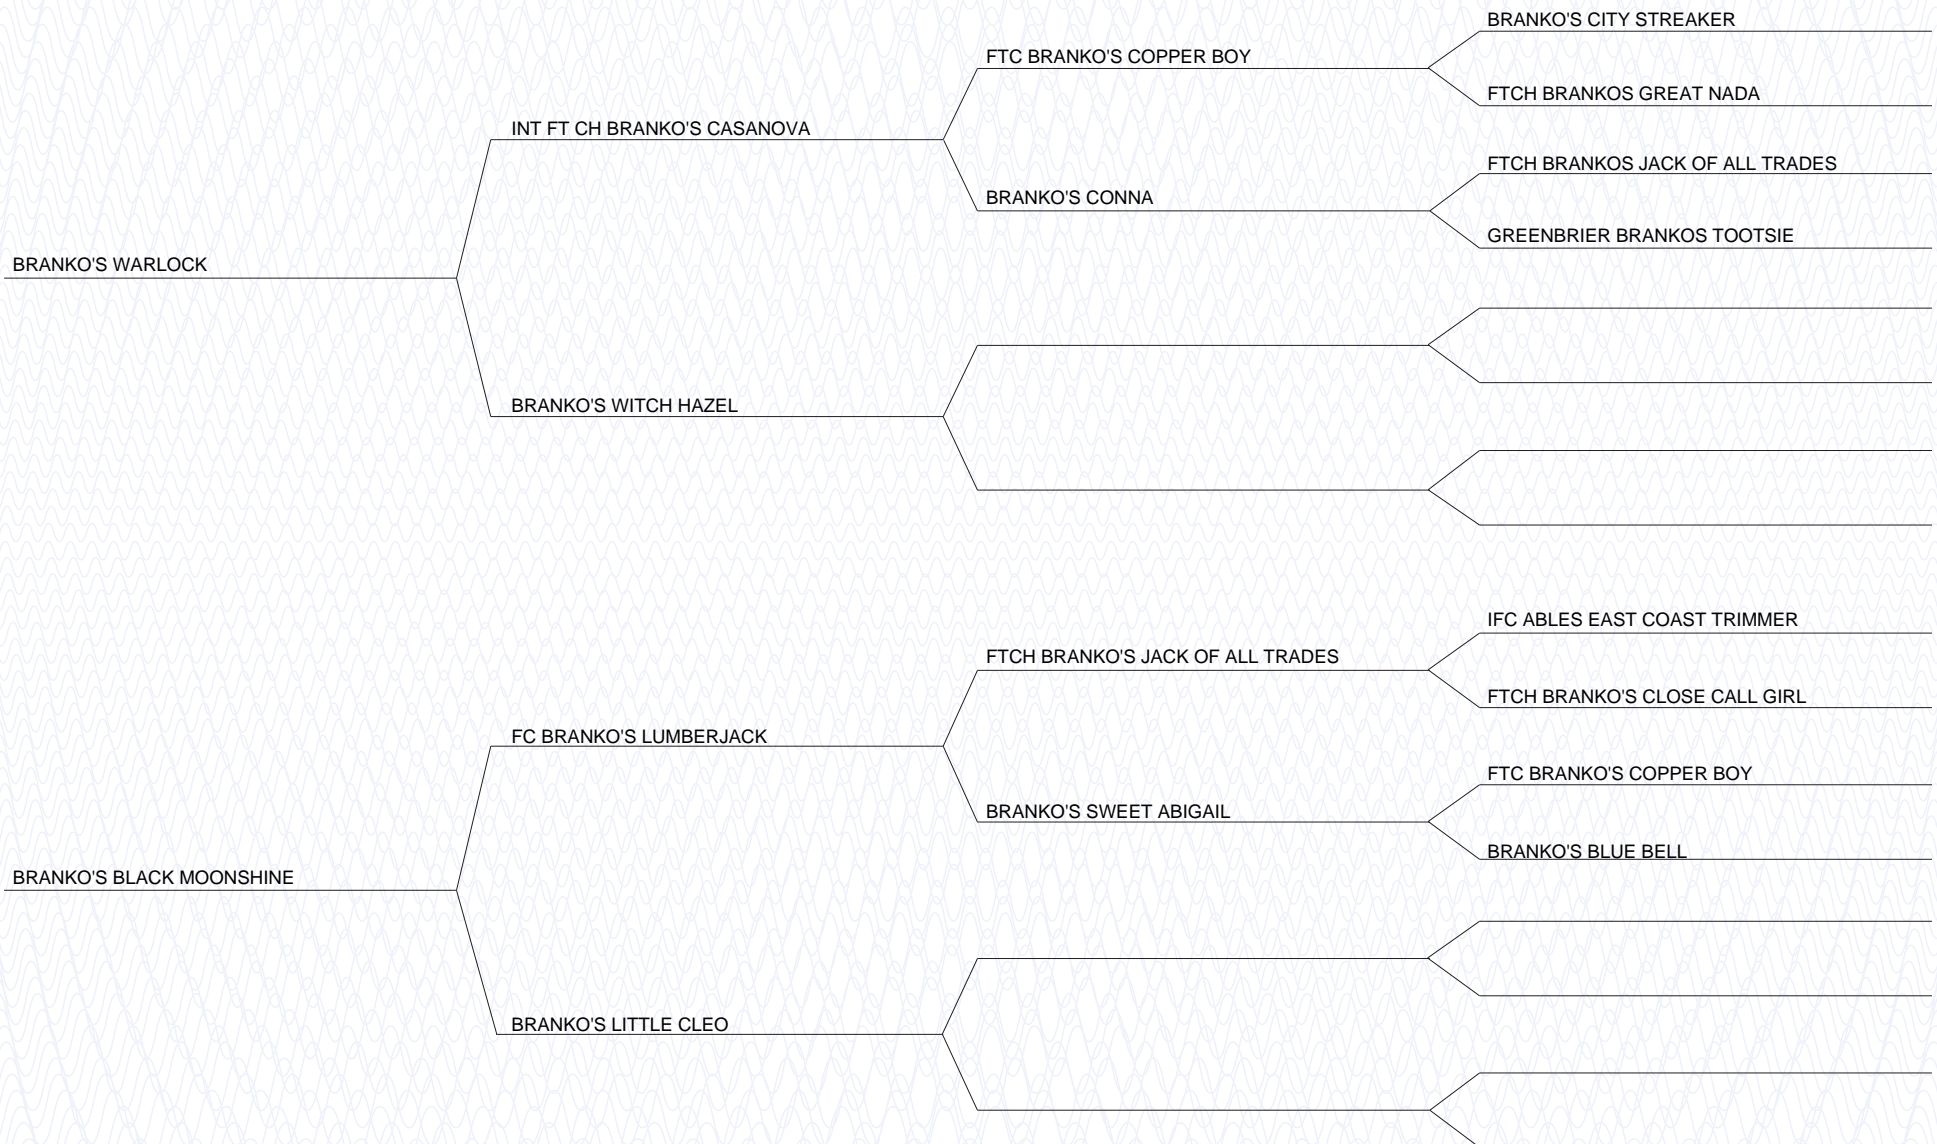 BRANKO'S CITY STREAKER
FTC BRANKO'S COPPER BOY
FTCH BRANKOS GREAT NADA
INT FT CH BRANKO'S CASANOVA
FTCH BRANKOS JACK OF ALL TRADES
BRANKO'S CONNA
GREENBRIER BRANKOS TOOTSIE
BRANKO'S WARLOCK
BRANKO'S WITCH HAZEL
IFC ABLES EAST COAST TRIMMER
FTCH BRANKO'S JACK OF ALL TRADES
FTCH BRANKO'S CLOSE CALL GIRL
FC BRANKO'S LUMBERJACK
FTC BRANKO'S COPPER BOY
BRANKO'S SWEET ABIGAIL
BRANKO'S BLUE BELL
BRANKO'S BLACK MOONSHINE
BRANKO'S LITTLE CLEO